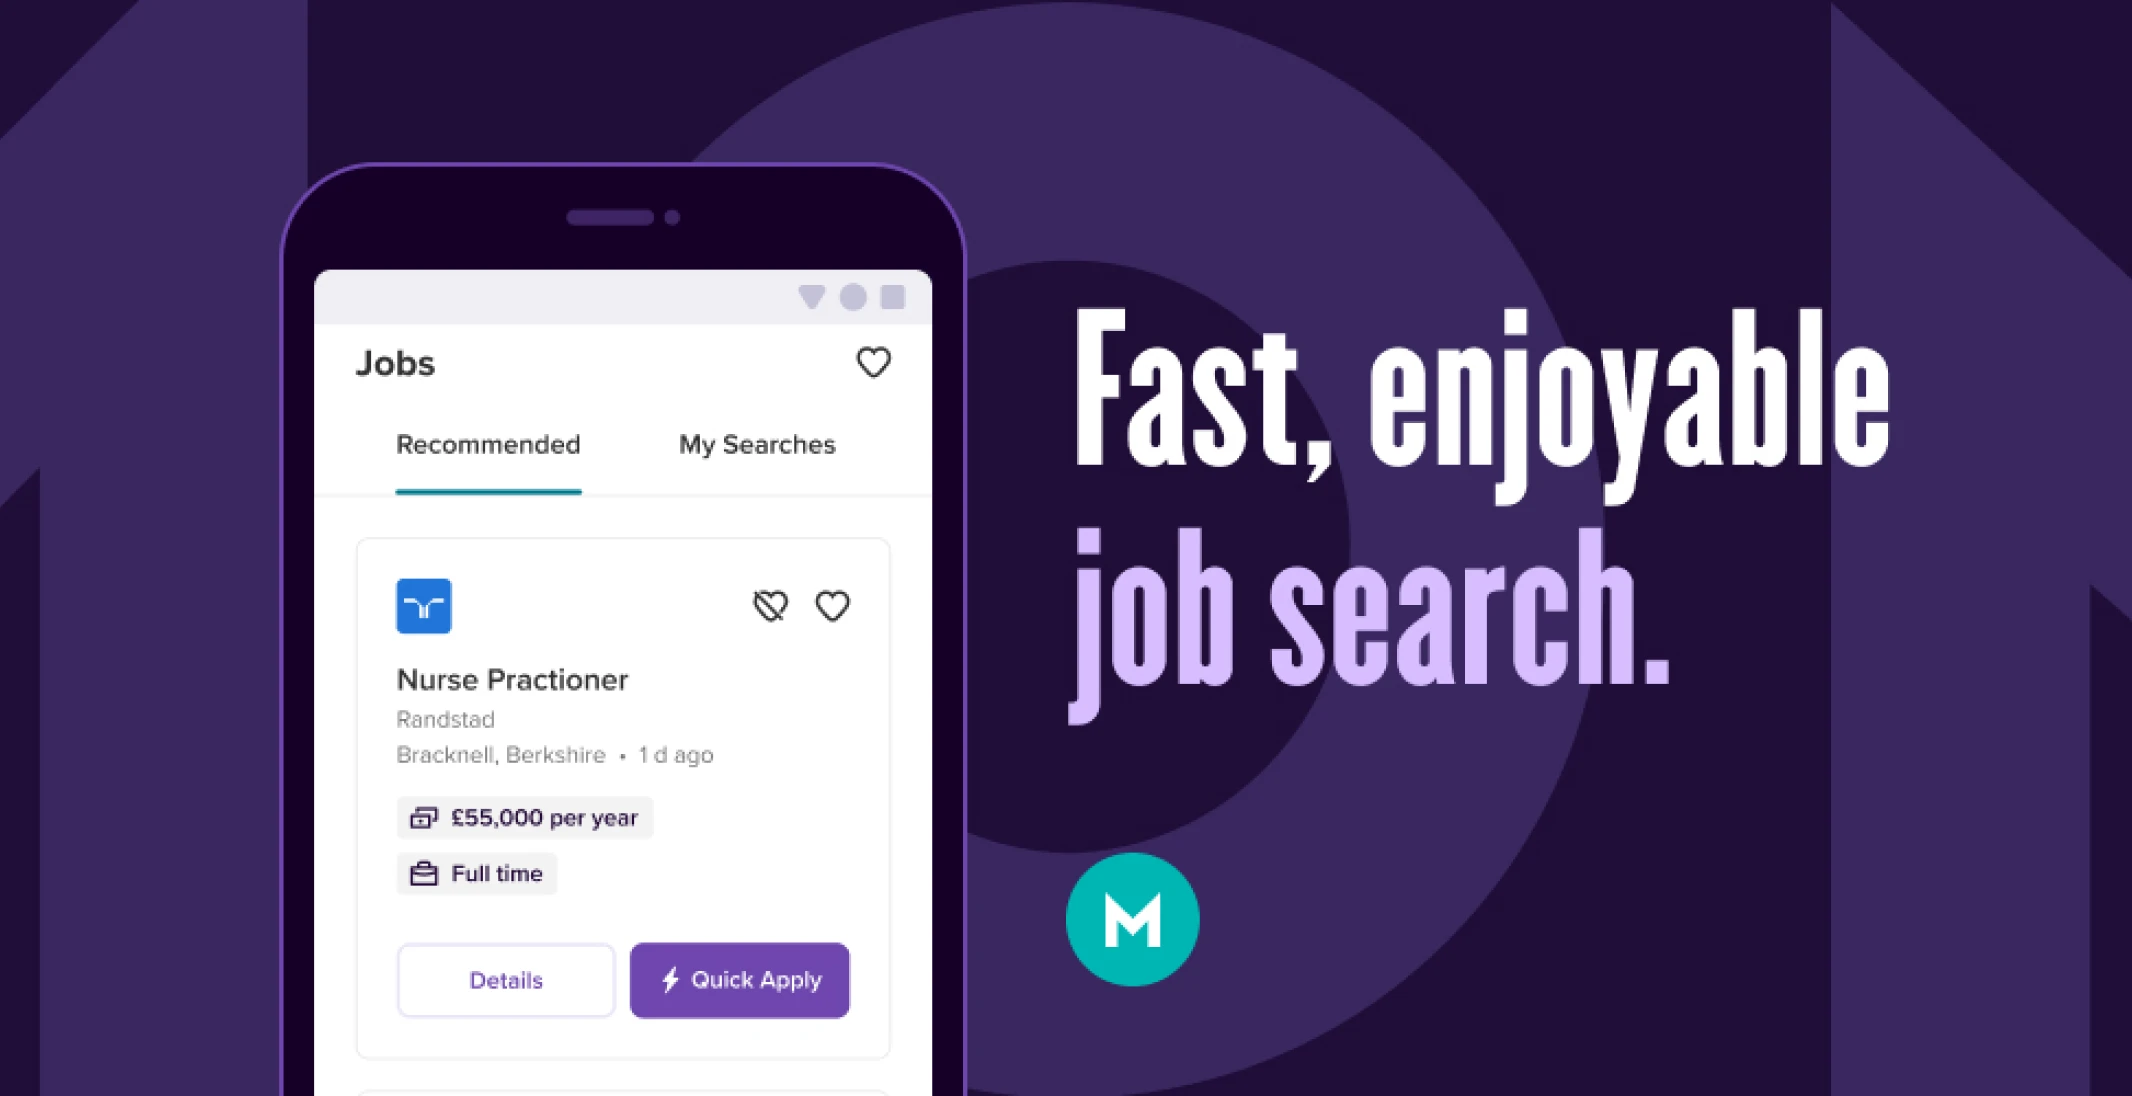 Jobs
Recommended My Searches
Nurse Practioner
Randstad
Bracknell, Berkshire • 1 d ago
£55,000 per year
Full time
Details Quick Apply
Fast, enjoyable
job search.
M